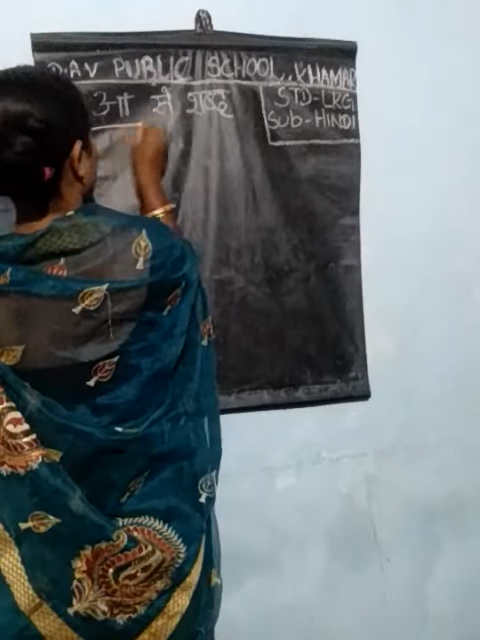 D.A.V PUBLIC SCHOOL, KHAMAR
आ से शब्द
STD-LKG
Sub-HINDI